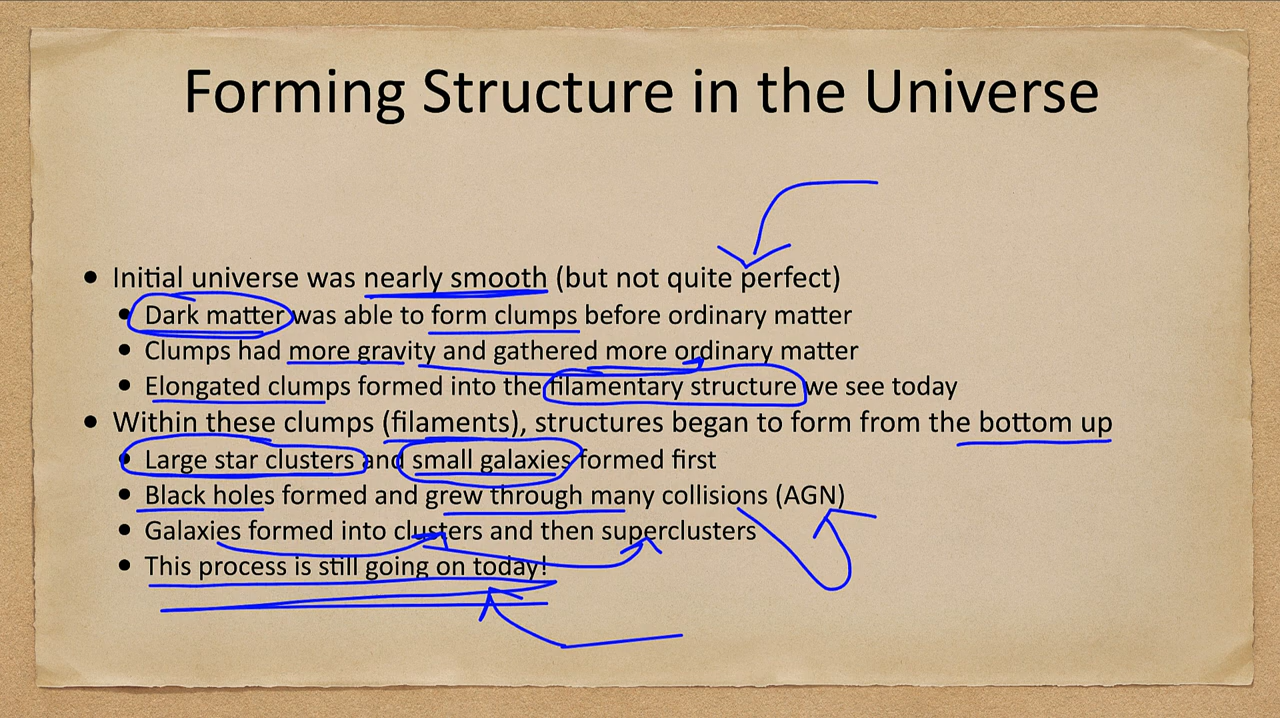 Forming Structure in the Universe
• Initial universe was nearly smooth (but not quite perfect)
• Dark matter was able to form clumps before ordinary matter
• Clumps had more gravity and gathered more ordinary matter
• Elongated clumps formed into the filamentary structure we see today
• Within these clumps (filaments), structures began to form from the bottom up
• Large star clusters and small galaxies formed first
• Black holes formed and grew through many collisions (AGN)
• Galaxies formed into clusters and then superclusters
• This process is still going on today!